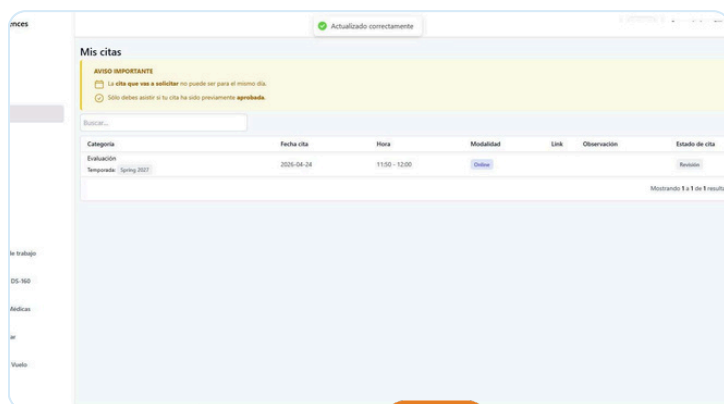 ences
Actualizado correctamente
Mis citas
AVISO IMPORTANTE
La cita que vas a solicitar no puede ser para el mismo día.
Sólo debes asistir si tu cita ha sido previamente aprobada.
Buscar...
Categoría Fecha cita Hora Modalidad Link Observación Estado de cita
Evaluación
Temporada: Spring 2027
2026-04-24 11:50 - 12:00 Online Revisión
Mostrando 1 a 1 de 1 result
de trabajo
DS-160
Médicas
ar
Vuelo